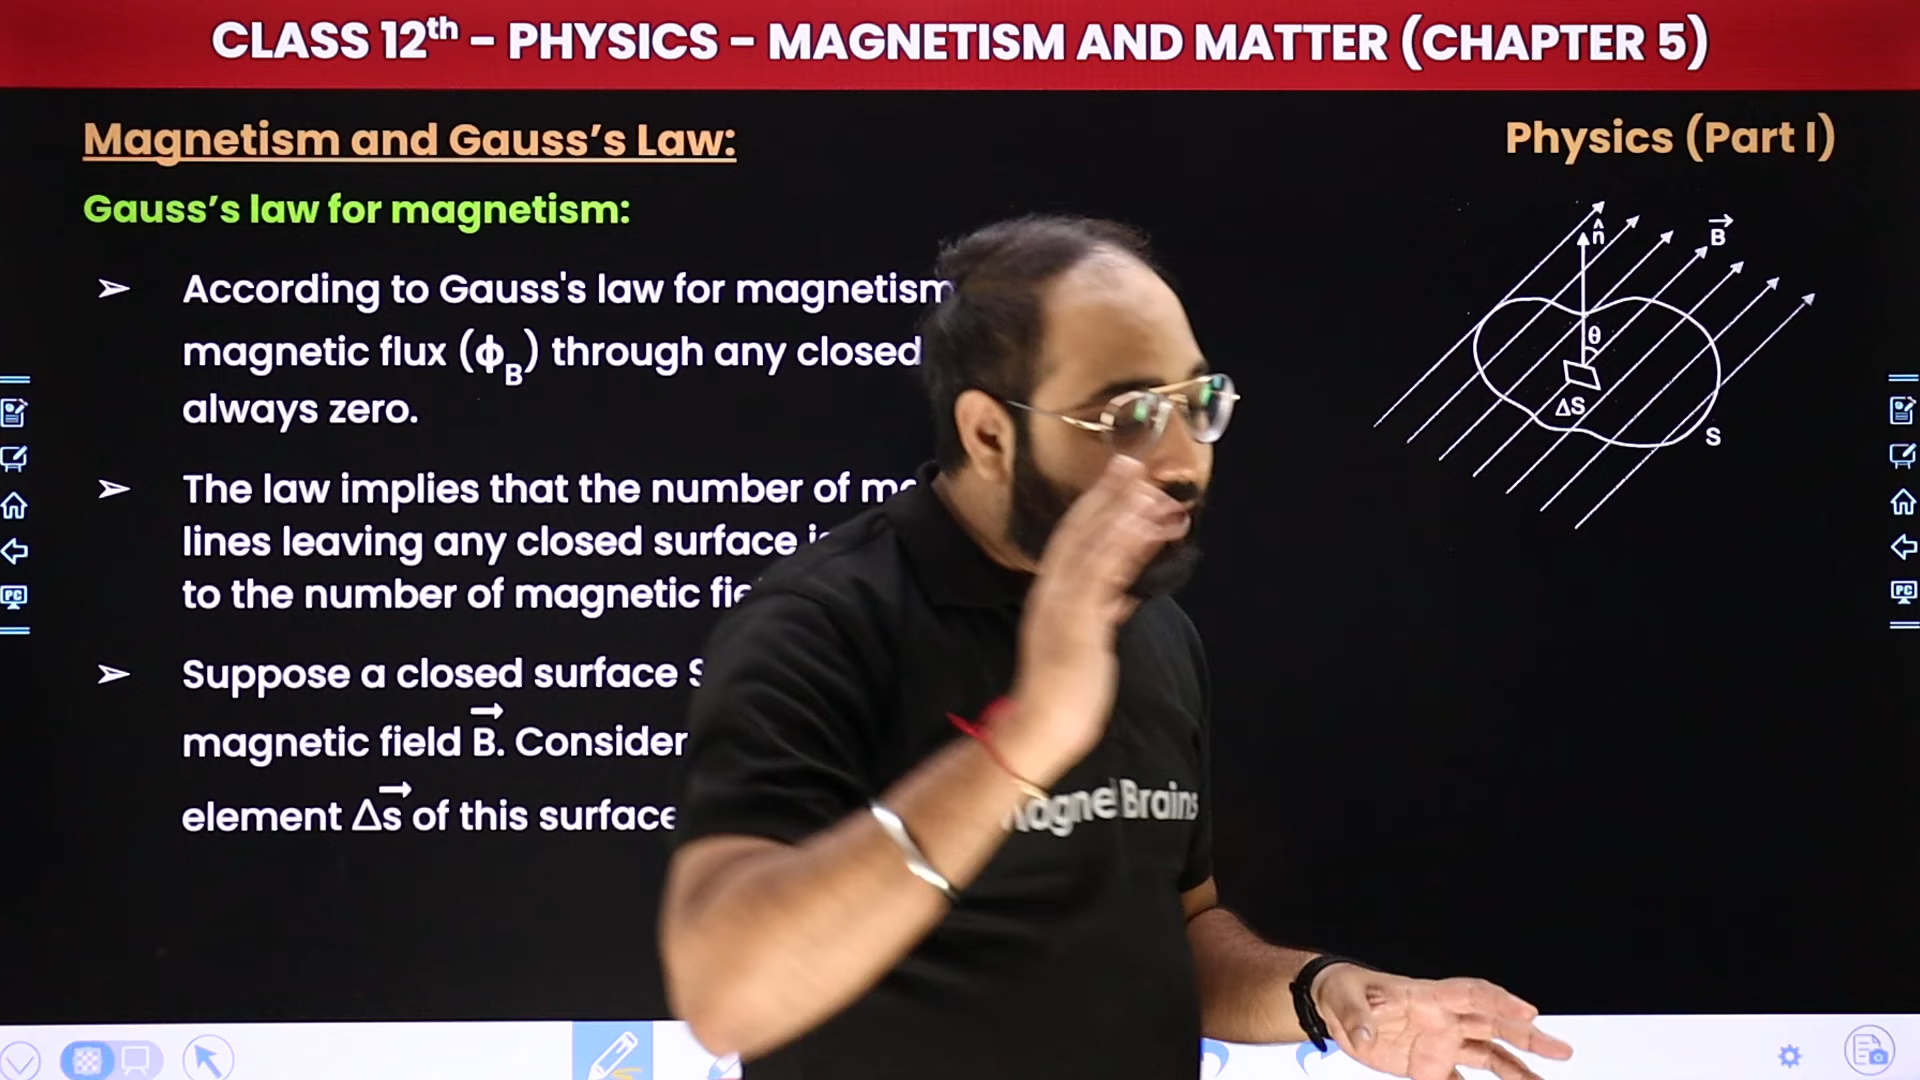 CLASS 12th – PHYSICS – MAGNETISM AND MATTER (CHAPTER 5)
Magnetism and Gauss’s Law:
Physics (Part I)
Gauss’s law for magnetism:
➢ According to Gauss's law for magnetism
magnetic flux (ϕB) through any closed
always zero.
➢ The law implies that the number of
lines leaving any closed surface
to the number of magnetic
➢ Suppose a closed surface
magnetic field B⃗. Consider
element Δs⃗ of this surface
n̂
B⃗
θ
ΔS
S
Brains
PC
PC